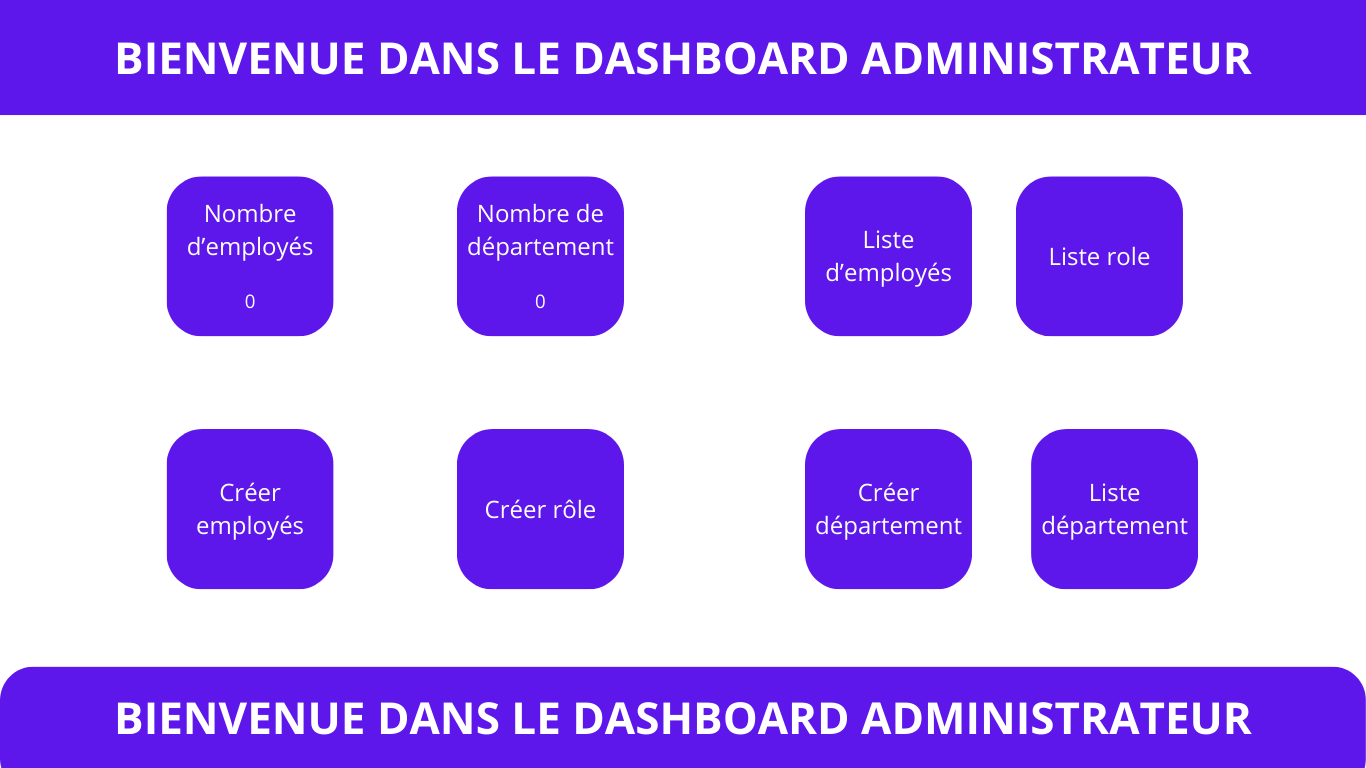 BIENVENUE DANS LE DASHBOARD ADMINISTRATEUR
Nombre
d’employés
0
Nombre de
département
0
Liste
d’employés
Liste role
Créer
employés
Créer rôle
Créer
département
Liste
département
BIENVENUE DANS LE DASHBOARD ADMINISTRATEUR